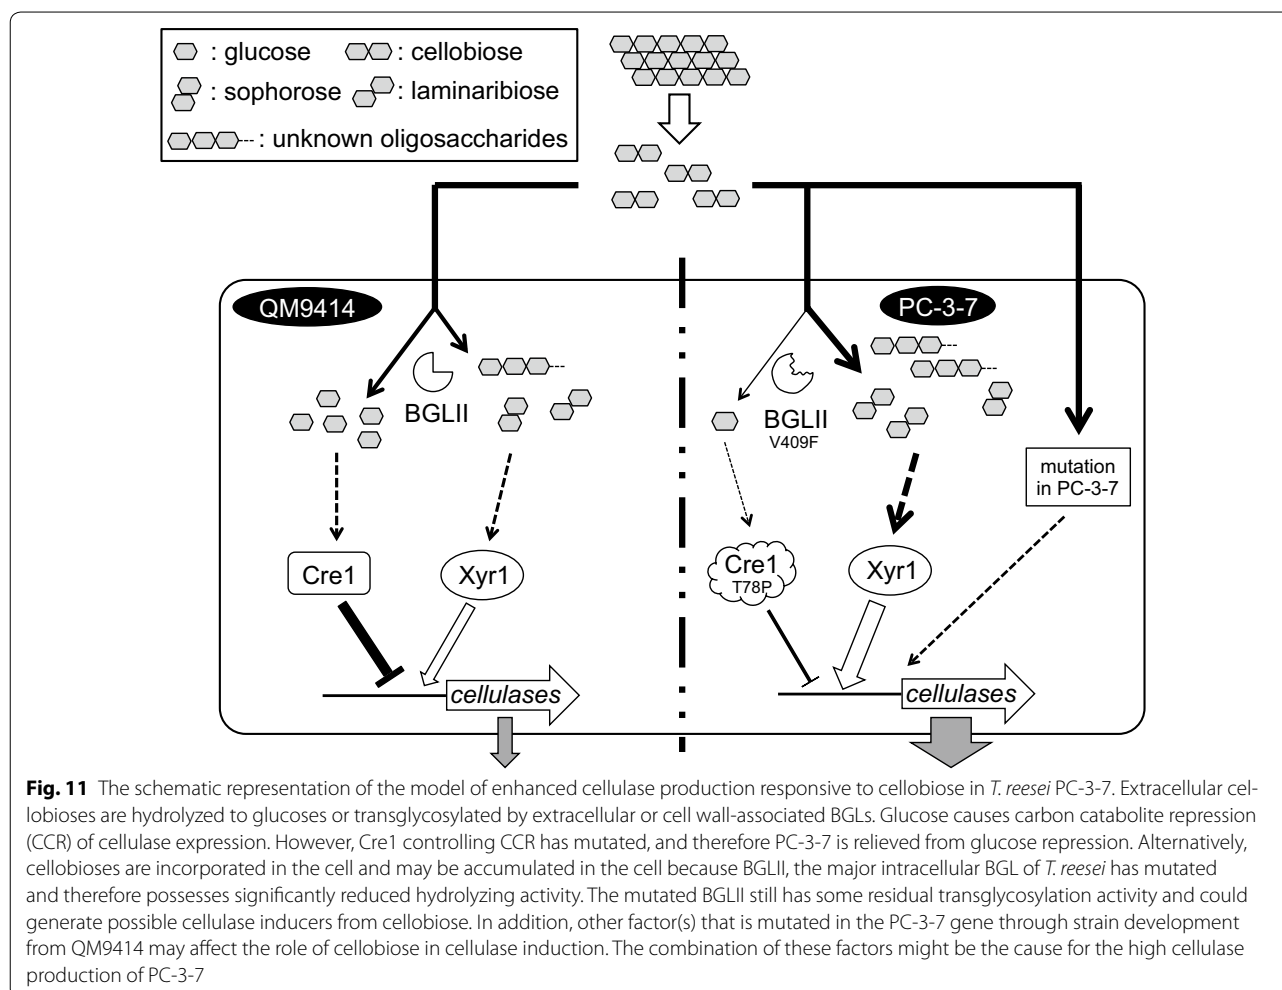 : glucose
: cellobiose
: sophorose
: laminaribiose
: unknown oligosaccharides
QM9414
PC-3-7
BGLII
BGLII
V409F
mutation
in PC-3-7
Cre1
Xyr1
Cre1
T78P
Xyr1
cellulases
cellulases
Fig. 11 The schematic representation of the model of enhanced cellulase production responsive to cellobiose in T. reesei PC-3-7. Extracellular cel-
lobioses are hydrolyzed to glucoses or transglycosylated by extracellular or cell wall-associated BGLs. Glucose causes carbon catabolite repression
(CCR) of cellulase expression. However, Cre1 controlling CCR has mutated, and therefore PC-3-7 is relieved from glucose repression. Alternatively,
cellobioses are incorporated in the cell and may be accumulated in the cell because BGLII, the major intracellular BGL of T. reesei has mutated
and therefore possesses significantly reduced hydrolyzing activity. The mutated BGLII still has some residual transglycosylation activity and could
generate possible cellulase inducers from cellobiose. In addition, other factor(s) that is mutated in the PC-3-7 gene through strain development
from QM9414 may affect the role of cellobiose in cellulase induction. The combination of these factors might be the cause for the high cellulase
production of PC-3-7